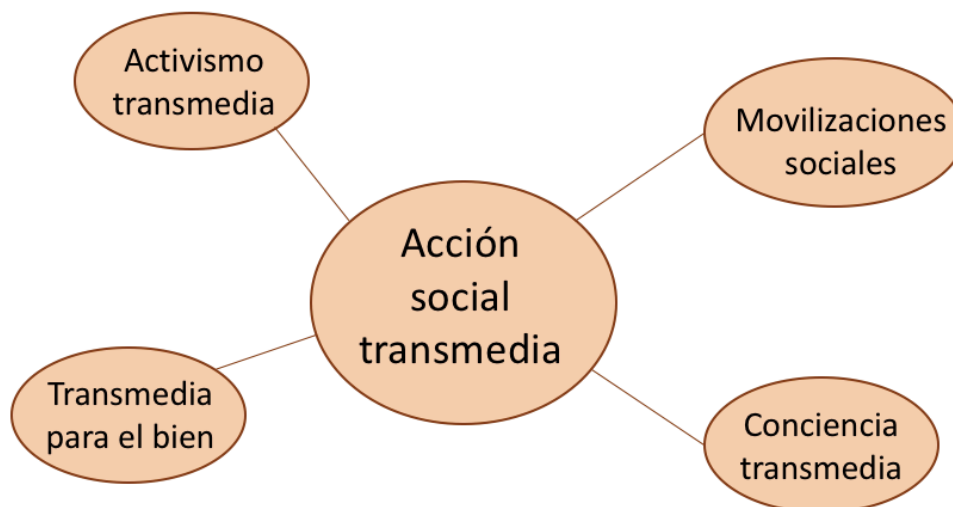 Activismo
transmedia
Movilizaciones
sociales
Acción
social
transmedia
Transmedia
para el bien
Conciencia
transmedia